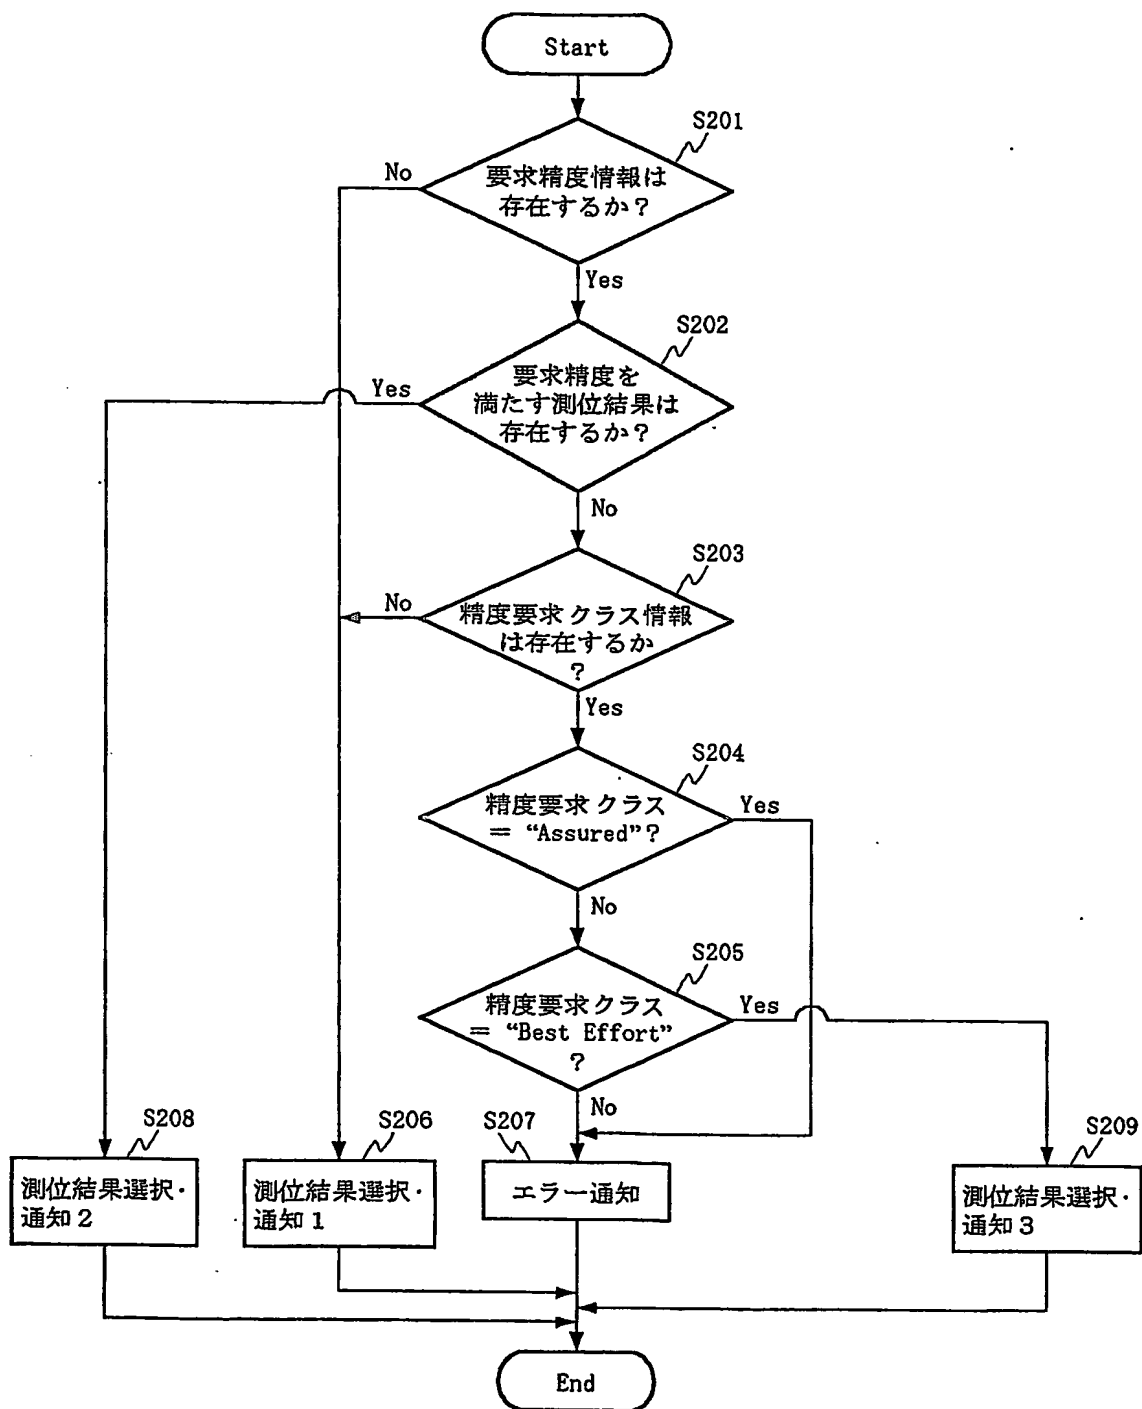 Start
S201
No
要求精度情報は
存在するか？
Yes
S202
Yes
要求精度を
満たす測位結果は
存在するか？
No
S203
No
精度要求 クラス情報
は存在するか
？
Yes
S204
精度要求 クラス
＝ “Assured”？
Yes
No
S205
精度要求 クラス
＝ “Best Effort”
？
Yes
No
S208
S206
S207
S209
測位結果選択・
通知２
測位結果選択・
通知１
エラー通知
測位結果選択・
通知３
End